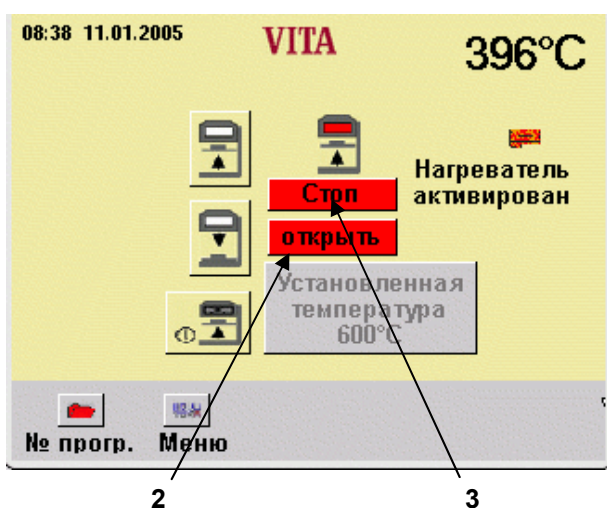 08:38 11.01.2005
VITA
396°C
Нагреватель
активирован
Стоп
открыть
Установленная
температура
600°C
№ прогр.
Меню
2
3